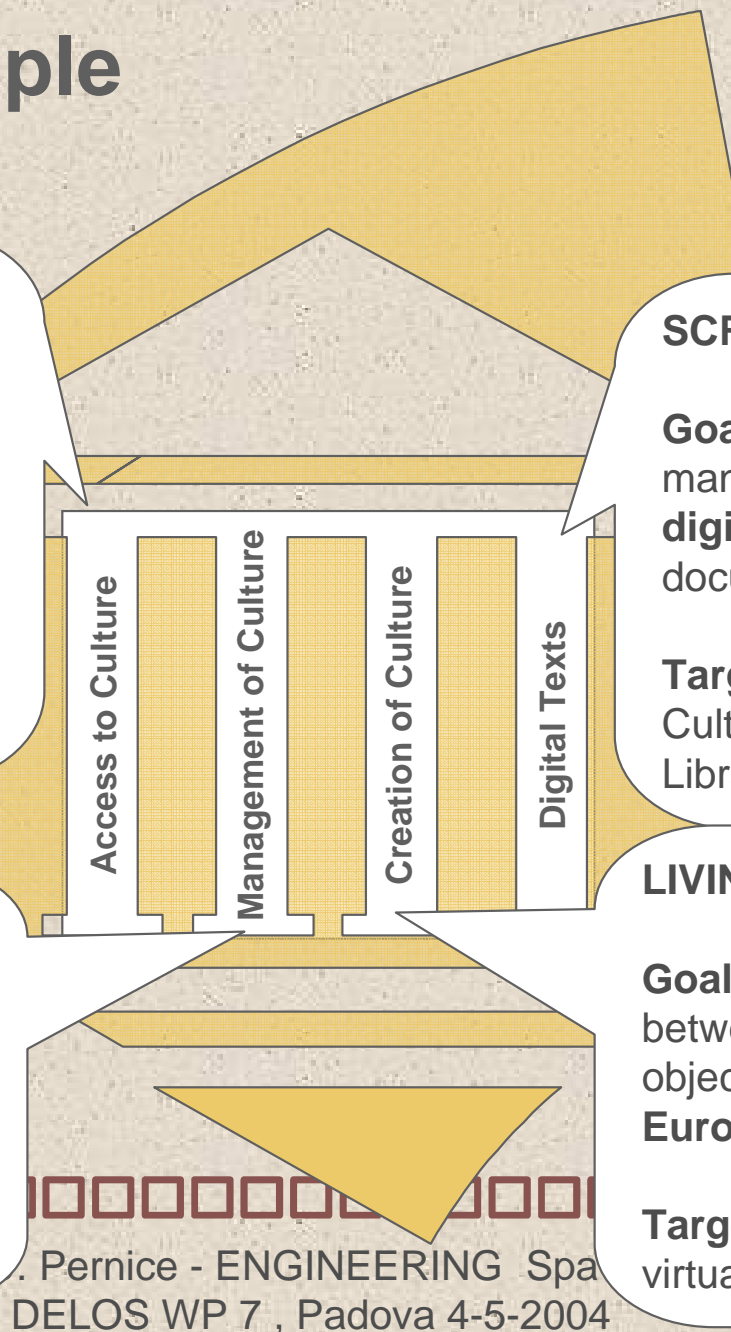 ple
Access to Culture
Management of Culture
Creation of Culture
Digital Texts
SCR
Goa
man
digi
docu
Targ
Cult
Libr
LIVIN
Goal
betwe
objec
Euro
Targ
virtua
. Pernice - ENGINEERING Spa
DELOS WP 7 , Padova 4-5-2004